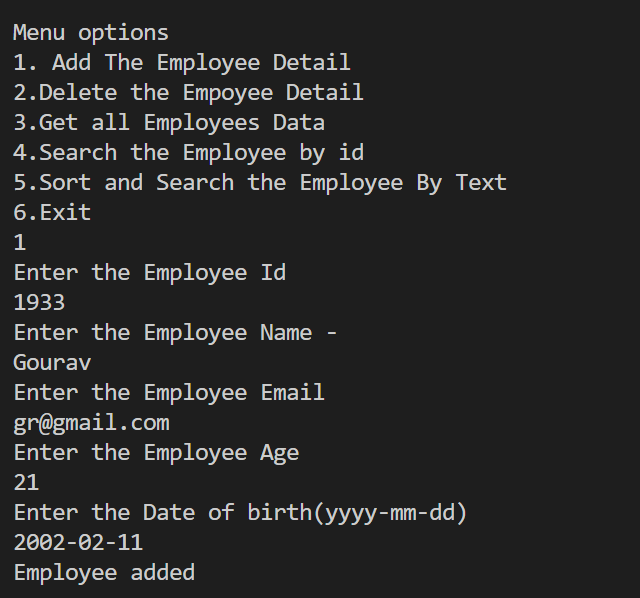 Menu options
1. Add The Employee Detail
2.Delete the Empoyee Detail
3.Get all Employees Data
4.Search the Employee by id
5.Sort and Search the Employee By Text
6.Exit
1
Enter the Employee Id
1933
Enter the Employee Name -
Gourav
Enter the Employee Email
gr@gmail.com
Enter the Employee Age
21
Enter the Date of birth(yyyy-mm-dd)
2002-02-11
Employee added